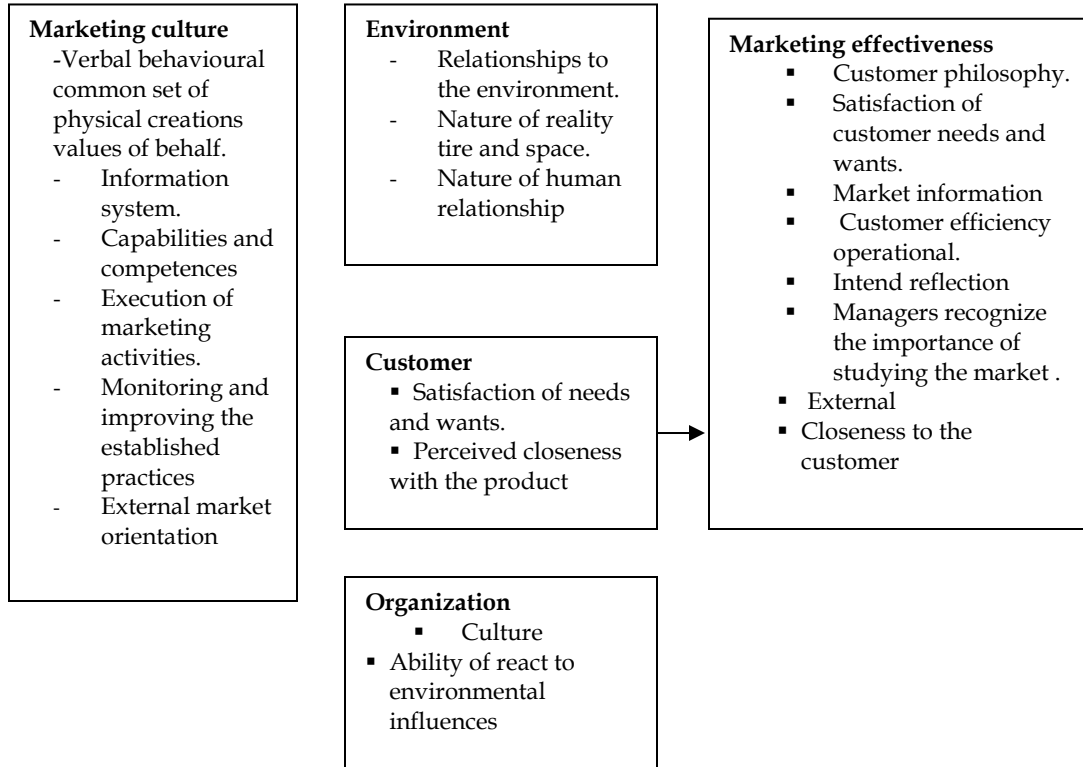 Marketing culture
-Verbal behavioural
common set of
physical creations
values of behalf.
- Information
system.
- Capabilities and
competences
- Execution of
marketing
activities.
- Monitoring and
improving the
established
practices
- External market
orientation
Environment
- Relationships to
the environment.
- Nature of reality
tire and space.
- Nature of human
relationship
Customer
▪ Satisfaction of needs
and wants.
▪ Perceived closeness
with the product
Organization
▪ Culture
▪ Ability of react to
environmental
influences
Marketing effectiveness
▪ Customer philosophy.
▪ Satisfaction of
customer needs and
wants.
▪ Market information
▪ Customer efficiency
operational.
▪ Intend reflection
▪ Managers recognize
the importance of
studying the market .
▪ External
▪ Closeness to the
customer